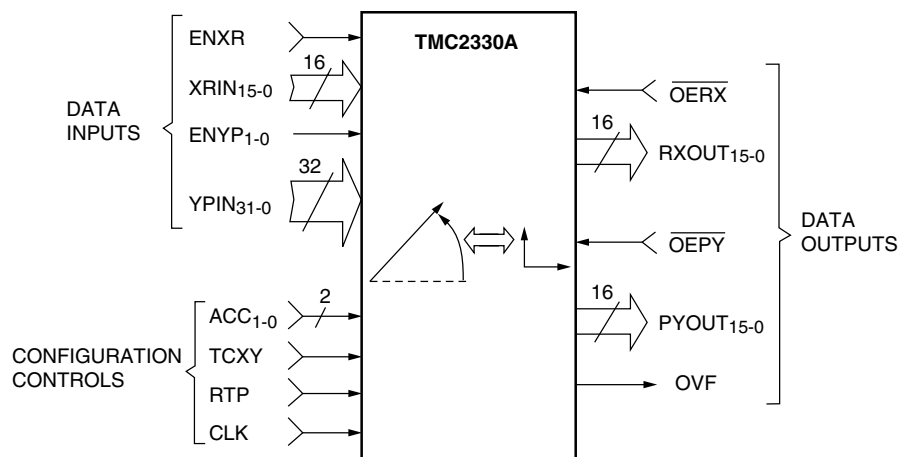 TMC2330A
DATA
INPUTS
ENXR
16
XRIN15-0
ENYP1-0
32
YPIN31-0
CONFIGURATION
CONTROLS
2
ACC1-0
TCXY
RTP
CLK
OERX
16
RXOUT15-0
OEPY
16
PYOUT15-0
OVF
DATA
OUTPUTS